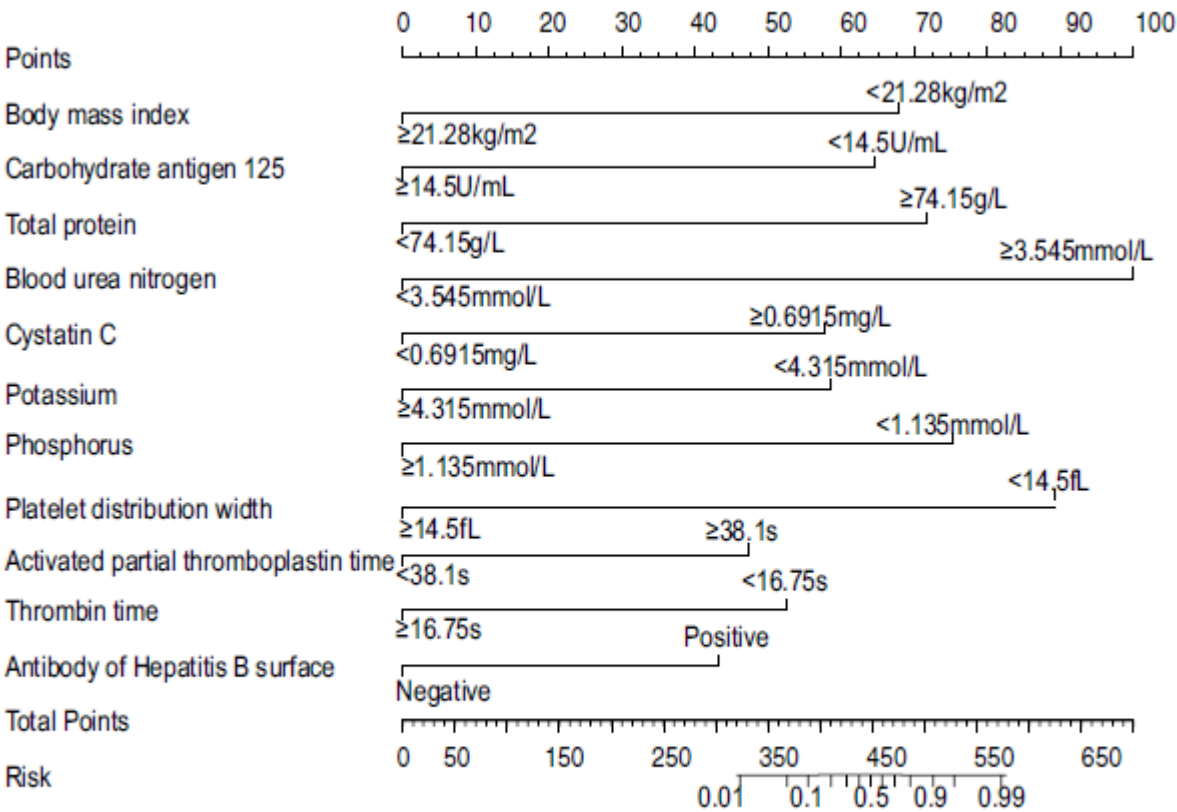 0 10 20 30 40 50 60 70 80 90 100
Points
<21.28kg/m2
Body mass index
≥21.28kg/m2
<14.5U/mL
Carbohydrate antigen 125
≥14.5U/mL
≥74.15g/L
Total protein
<74.15g/L
≥3.545mmol/L
Blood urea nitrogen
<3.545mmol/L
≥0.6915mg/L
Cystatin C
<0.6915mg/L
<4.315mmol/L
Potassium
≥4.315mmol/L
<1.135mmol/L
Phosphorus
≥1.135mmol/L
<14.5fL
Platelet distribution width
≥14.5fL
≥38.1s
Activated partial thromboplastin time
<38.1s
<16.75s
Thrombin time
≥16.75s
Positive
Antibody of Hepatitis B surface
Negative
Total Points
0 50 150 250 350 450 550 650
Risk
0.01 0.1 0.5 0.9 0.99